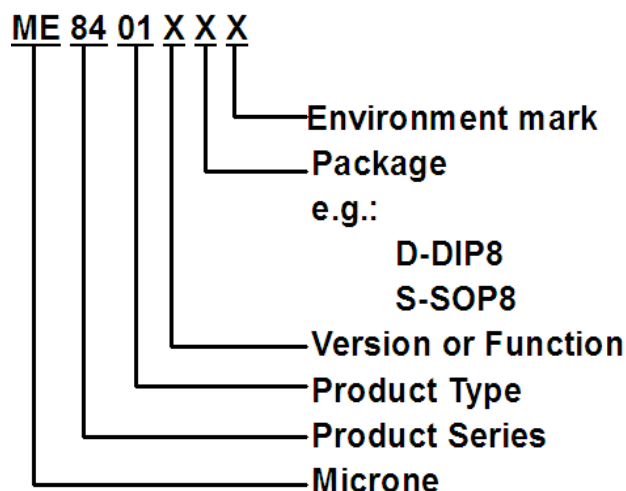 ME 84 01 X X X
Environment mark
Package
e.g.:
D-DIP8
S-SOP8
Version or Function
Product Type
Product Series
Microne